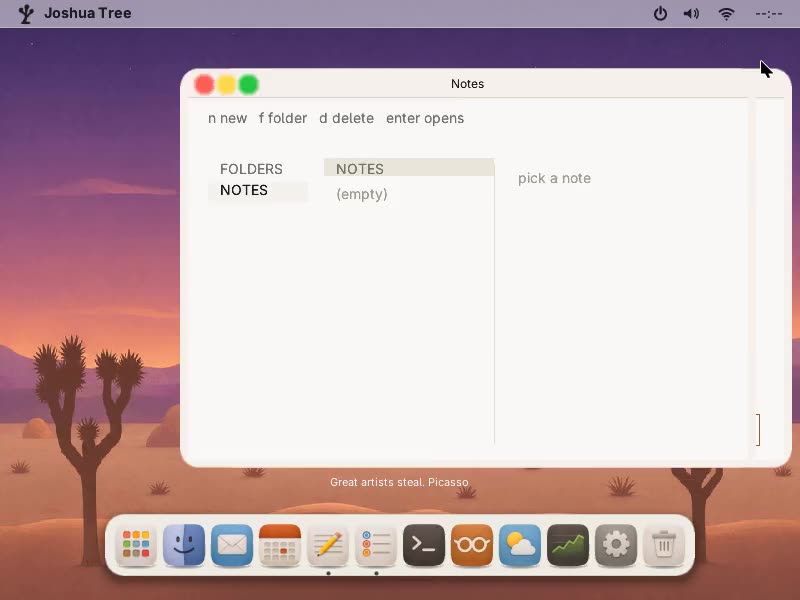 Joshua Tree
--:--
Notes
n new f folder d delete enter opens
FOLDERS
NOTES
NOTES
(empty)
pick a note
Great artists steal. Picasso